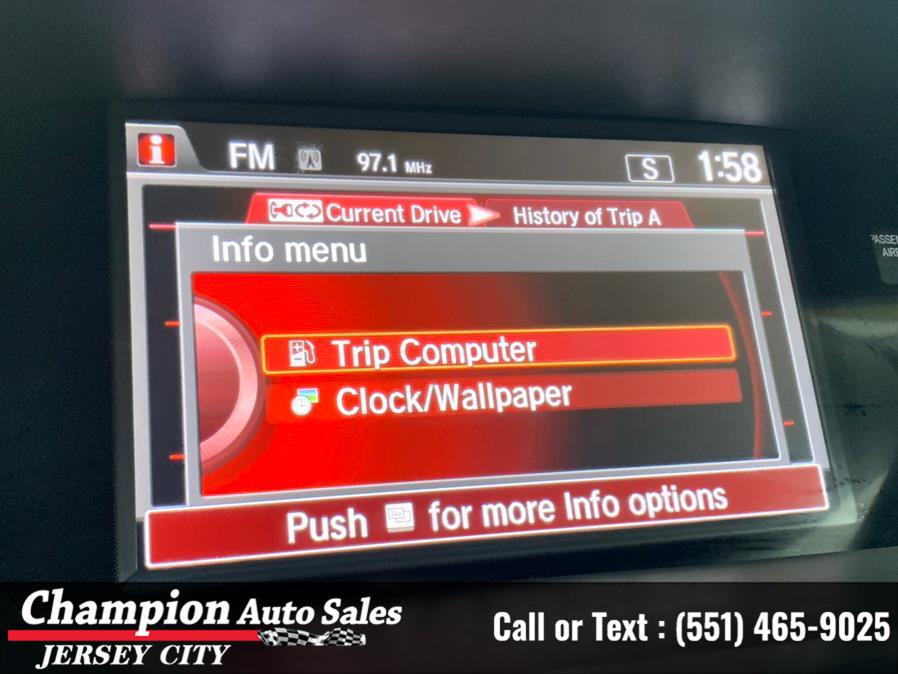 i FM 97.1 MHz S 1:58
Current Drive History of Trip A
Info menu
Trip Computer
Clock/Wallpaper
Push for more Info options
Champion Auto Sales
JERSEY CITY
Call or Text : (551) 465-9025